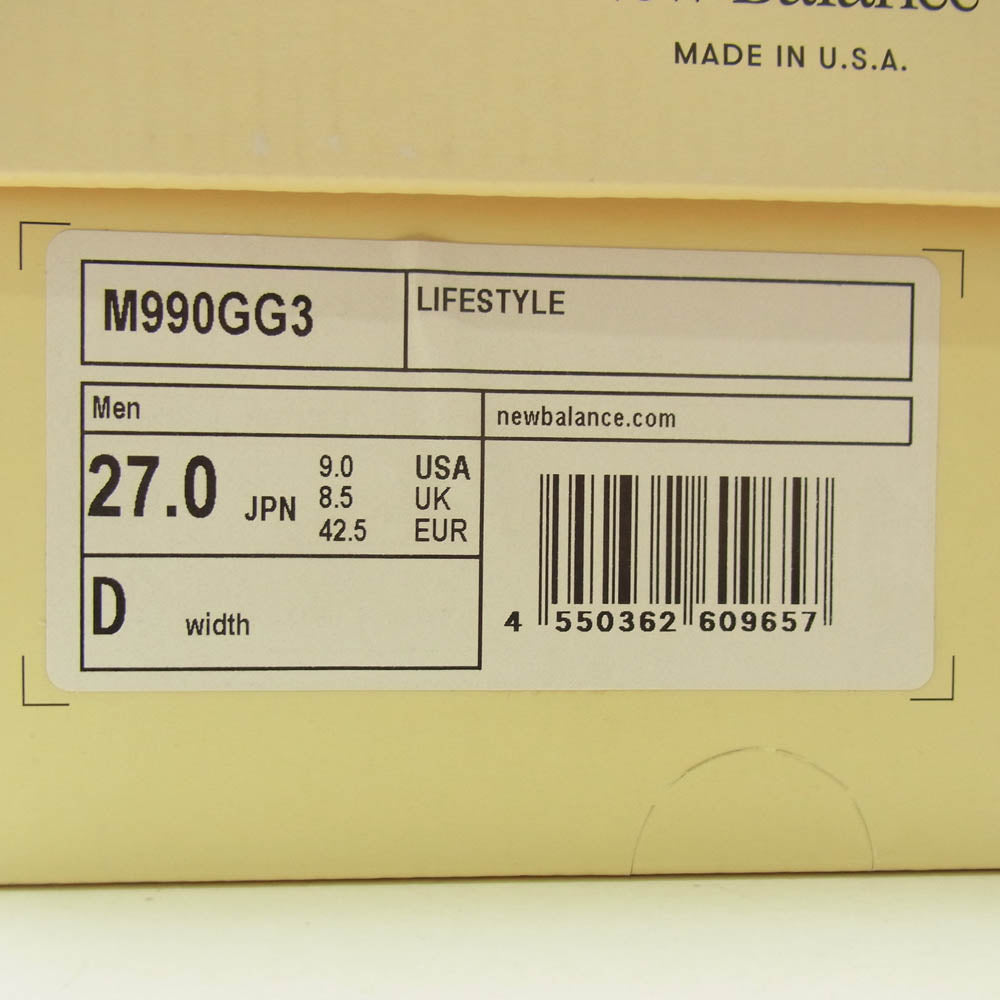 Balance
MADE IN U.S.A.
M990GG3
LIFESTYLE
Men
newbalance.com
27.0 JPN
9.0 USA
8.5 UK
42.5 EUR
D width
4 550362 609657